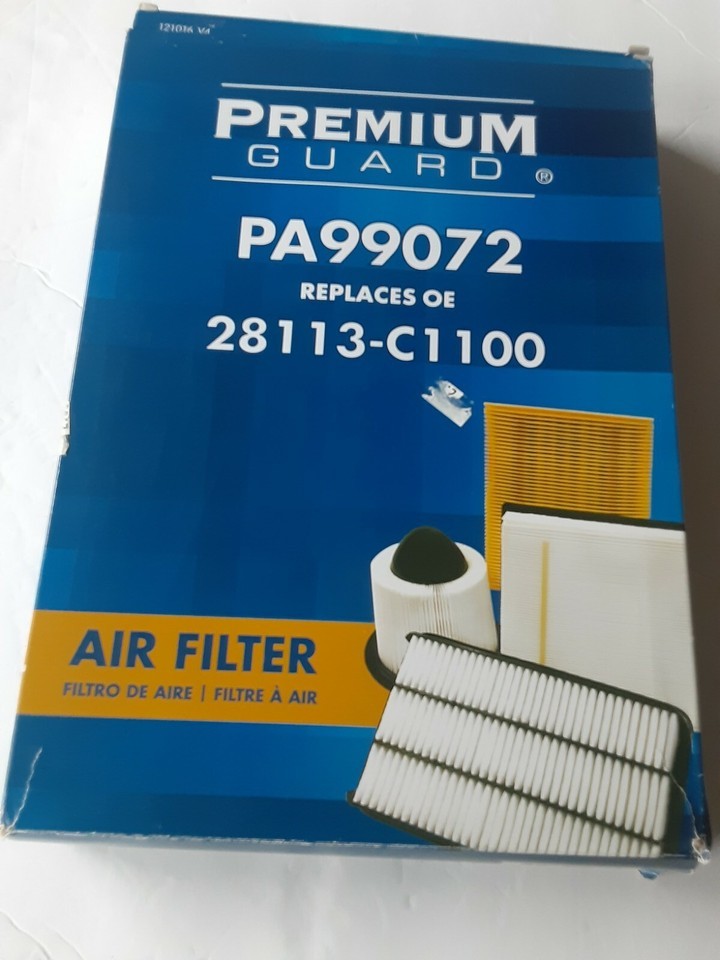 121016 V4
PREMIUM
GUARD ®
PA99072
REPLACES OE
28113-C1100
AIR FILTER
FILTRO DE AIRE | FILTRE À AIR